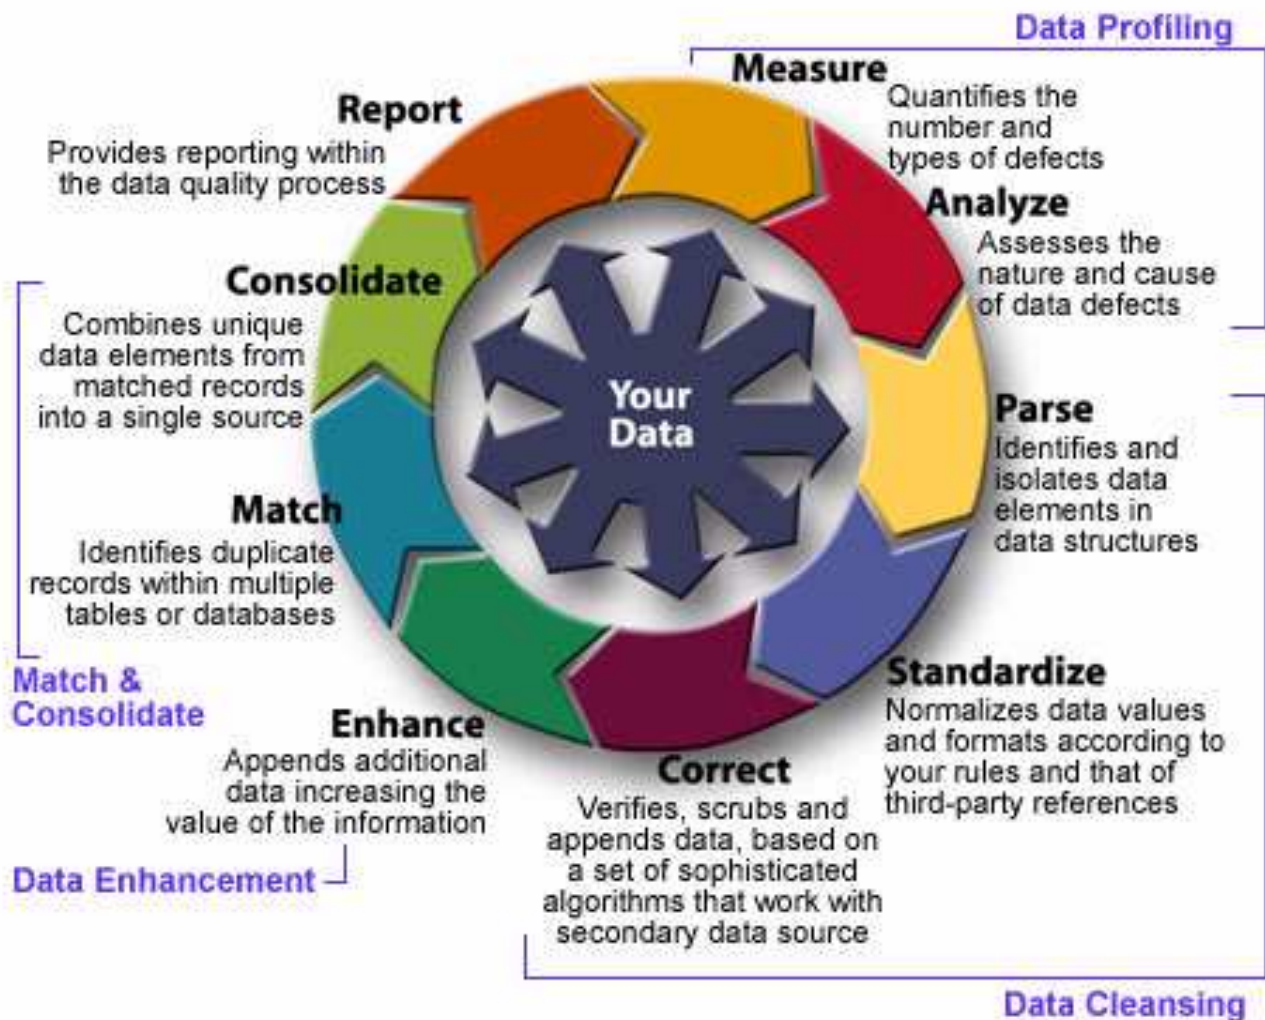 Data Profiling
Measure
Quantifies the
number and
types of defects
Analyze
Assesses the
nature and cause
of data defects
Parse
Identifies and
isolates data
elements in
data structures
Standardize
Normalizes data values
and formats according to
your rules and that of
third-party references
Correct
Verifies, scrubs and
appends data, based on
a set of sophisticated
algorithms that work with
secondary data source
Data Cleansing
Enhance
Appends additional
data increasing the
value of the information
Data Enhancement
Match
Identifies duplicate
records within multiple
tables or databases
Match &
Consolidate
Consolidate
Combines unique
data elements from
matched records
into a single source
Report
Provides reporting within
the data quality process
Your
Data